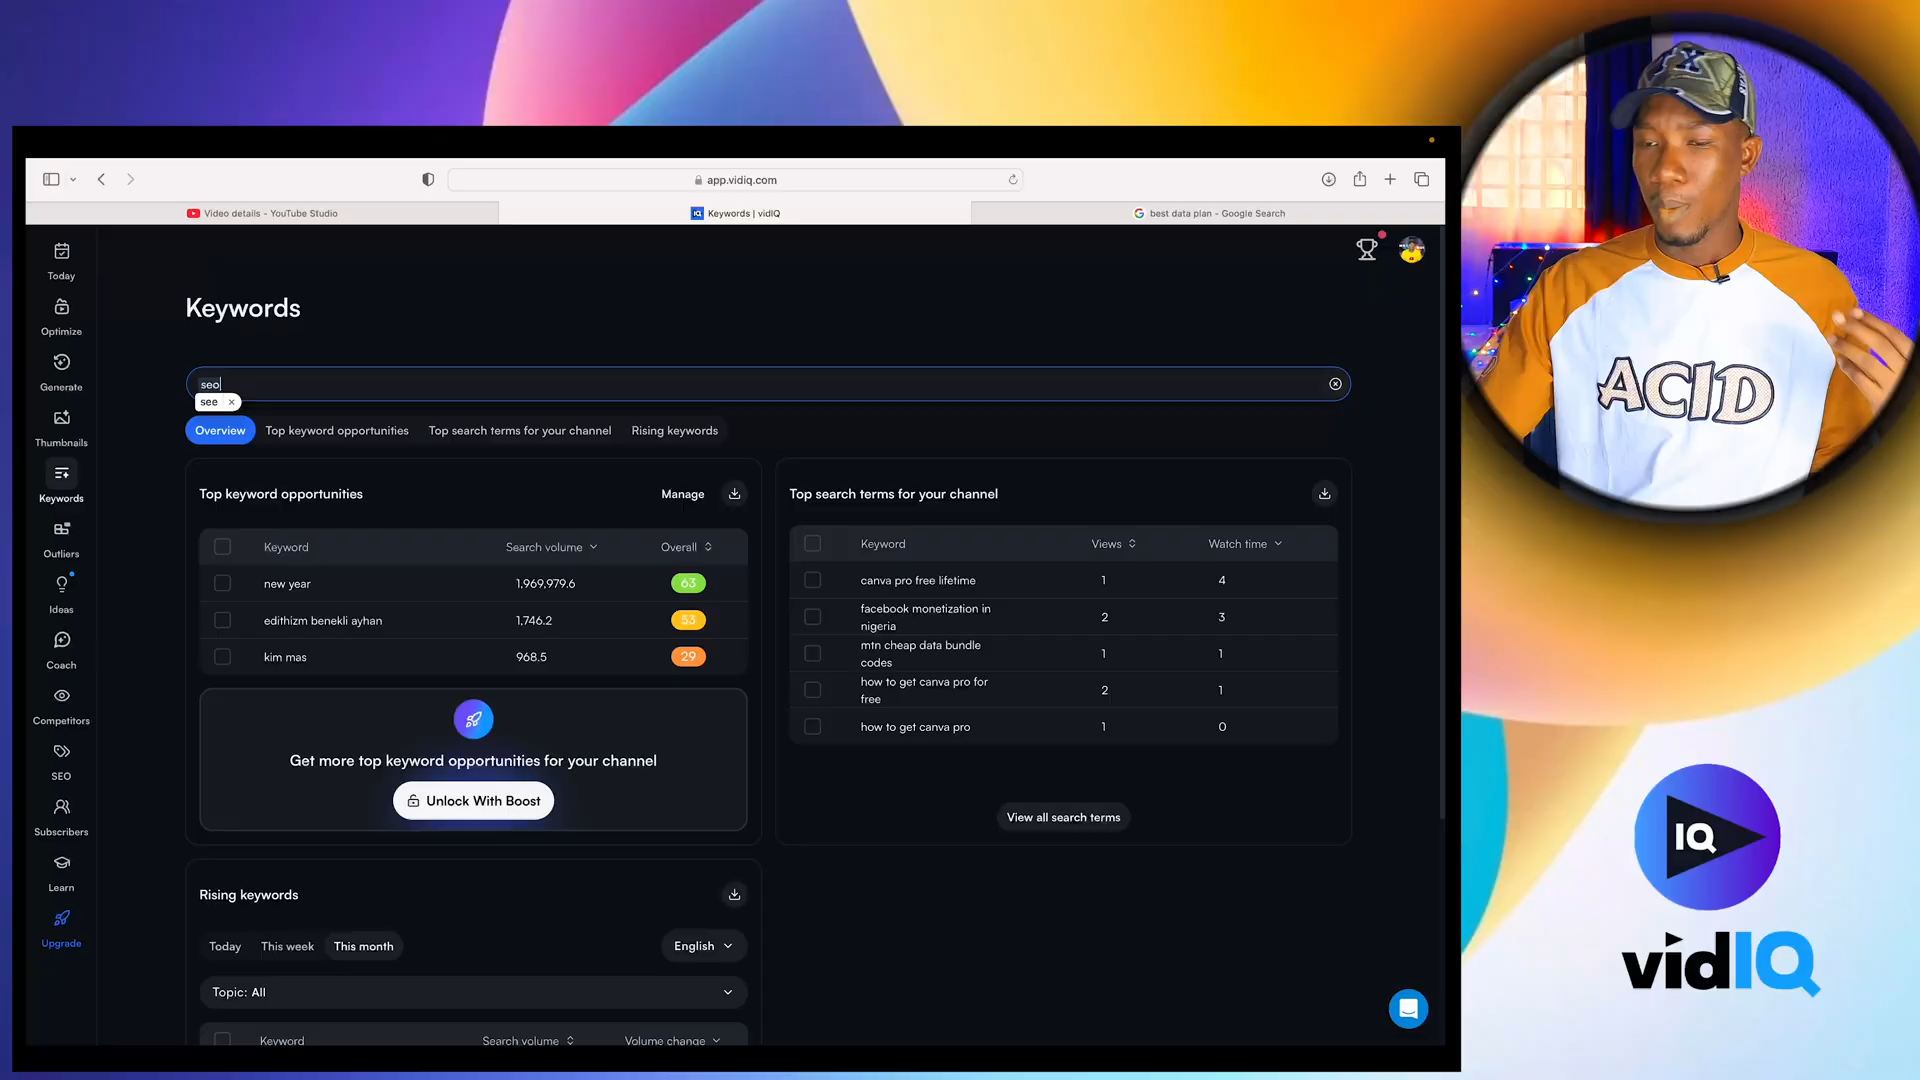 app.vidiq.com
Video details - YouTube Studio
IQ Keywords | vidIQ
best data plan - Google Search
Today
Optimize
Generate
Thumbnails
Keywords
Outliers
Ideas
Coach
Competitors
SEO
Subscribers
Learn
Upgrade
Keywords
seo
see
Overview
Top keyword opportunities
Top search terms for your channel
Rising keywords
Top keyword opportunities
Manage
Keyword Search volume Overall
new year 1,969,979.6 63
edithizm benekli ayhan 1,746.2 53
kim mas 968.5 29
Get more top keyword opportunities for your channel
Unlock With Boost
Top search terms for your channel
Keyword Views Watch time
canva pro free lifetime 1 4
facebook monetization in
nigeria 2 3
mtn cheap data bundle
codes 1 1
how to get canva pro for
free 2 1
how to get canva pro 1 0
View all search terms
Rising keywords
Today This week This month
English
Topic: All
Keyword Search volume Volume change
ACID
IQ
vidIQ